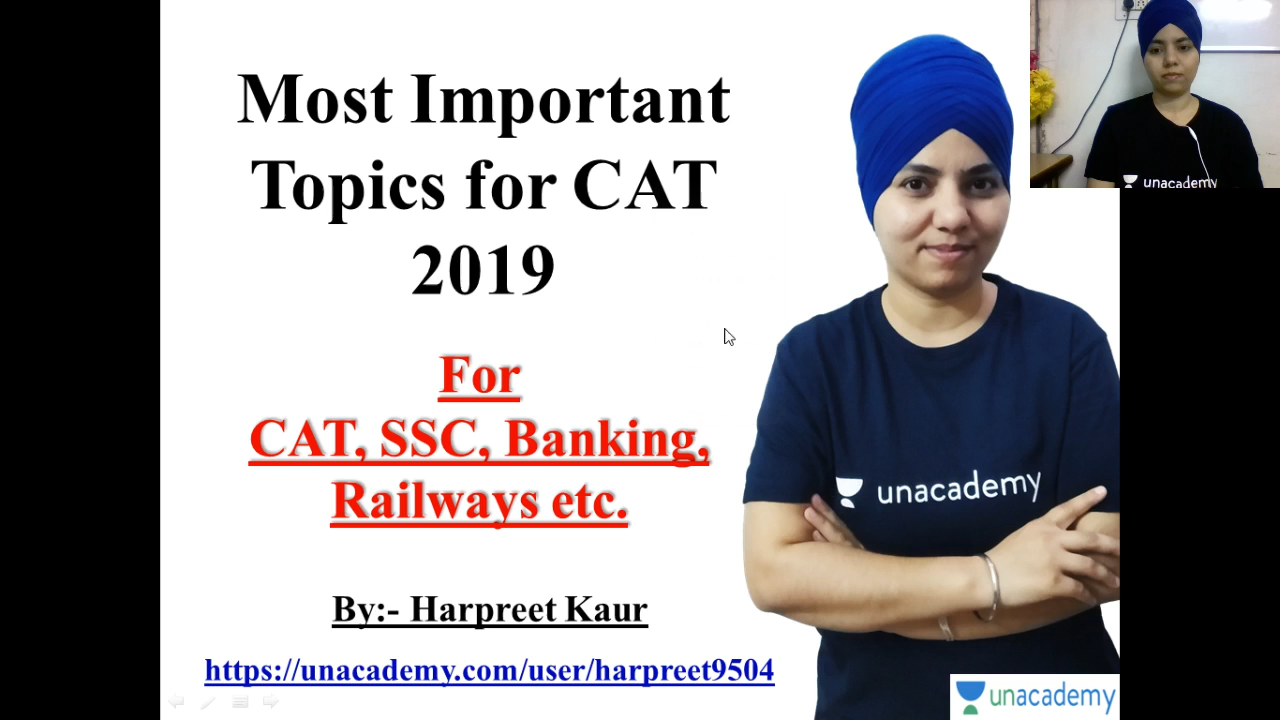 Most Important
Topics for CAT
2019
For
CAT, SSC, Banking,
Railways etc.
By:- Harpreet Kaur
https://unacademy.com/user/harpreet9504
unacademy
unacademy
unacademy